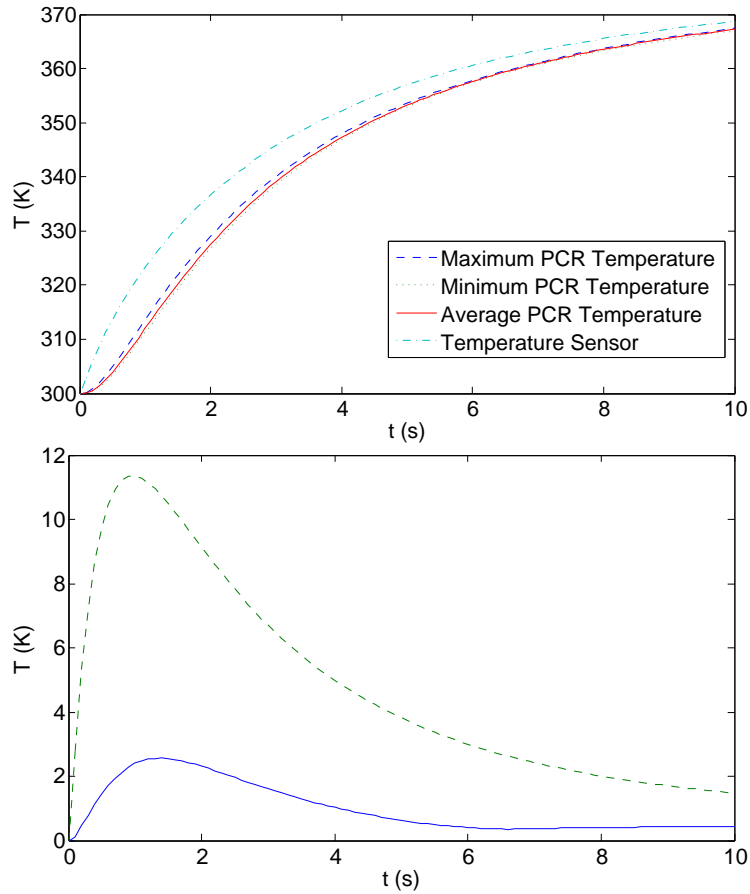 370
360
350
340
330
320
310
300
T (K)
Maximum PCR Temperature
Minimum PCR Temperature
Average PCR Temperature
Temperature Sensor
0 2 4 6 8 10
t (s)
12
10
8
6
4
2
0
T (K)
0 2 4 6 8 10
t (s)